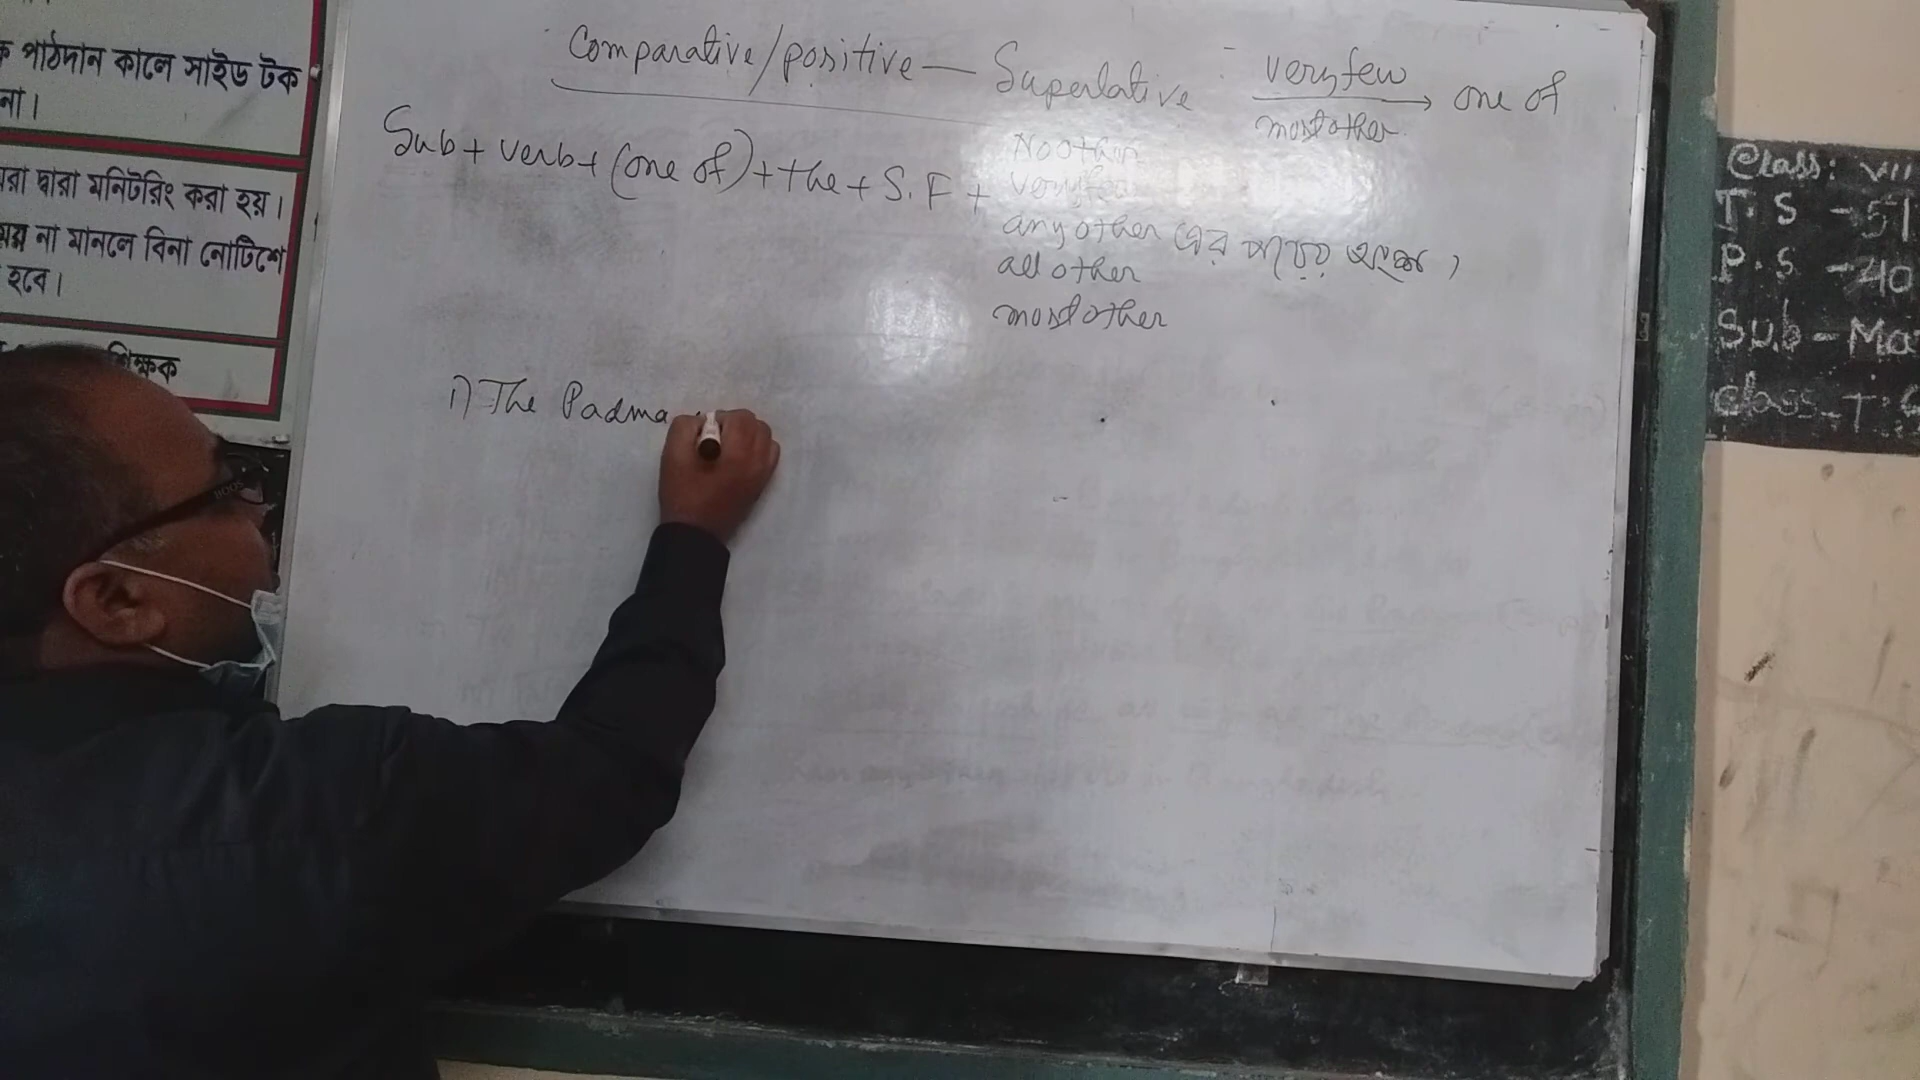 পাঠদান কালে সাইড টক
না।
রা দ্বারা মনিটরিং করা হয়।
না মানলে বিনা নোটিশে
হবে।
শিক্ষক
Comparative/positive — Superlative
very few
most other
one of
Sub + verb + (one of) + the + S.F +
No other
very few
any other এর পরের অংশ,
all other
most other
i) The Padma
BOOS
Class: VII
T.S - 51
P.S - 40
Sub - Ma
Class - T: